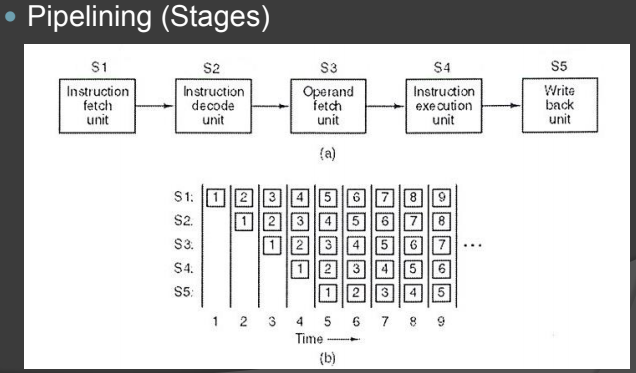 • Pipelining (Stages)
S1 S2 S3 S4 S5
Instruction fetch unit
Instruction decode unit
Operand fetch unit
Instruction execution unit
Write back unit
(a)
S1: 1 2 3 4 5 6 7 8 9
S2: 1 2 3 4 5 6 7 8
S3: 1 2 3 4 5 6 7 ...
S4: 1 2 3 4 5 6
S5: 1 2 3 4 5
1 2 3 4 5 6 7 8 9
Time
(b)